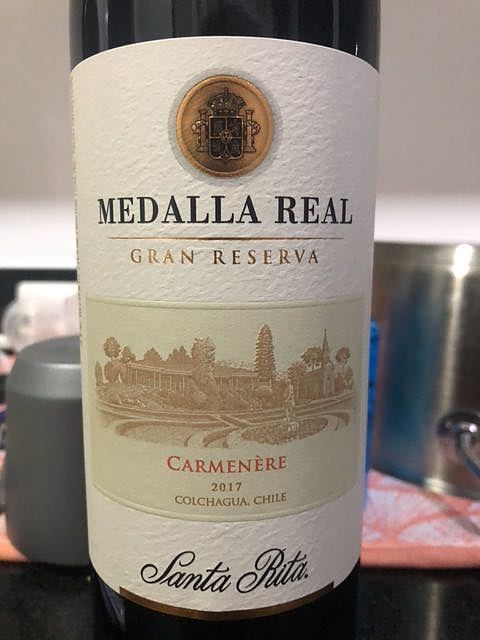 MEDALLA REAL
GRAN RESERVA
CARMENÈRE
2017
COLCHAGUA, CHILE
Santa Rita.